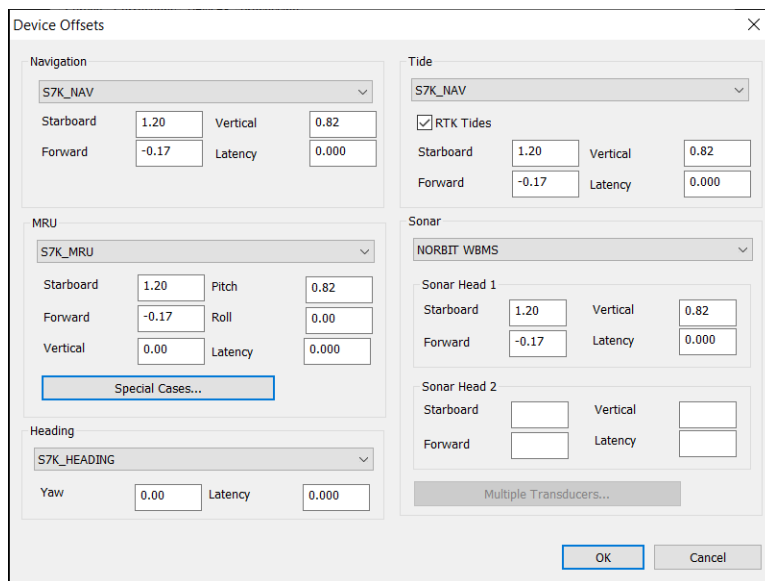 Device Offsets
Navigation
S7K_NAV
Starboard 1.20 Vertical 0.82
Forward -0.17 Latency 0.000
MRU
S7K_MRU
Starboard 1.20 Pitch 0.82
Forward -0.17 Roll 0.00
Vertical 0.00 Latency 0.000
Special Cases...
Heading
S7K_HEADING
Yaw 0.00 Latency 0.000
Tide
S7K_NAV
RTK Tides
Starboard 1.20 Vertical 0.82
Forward -0.17 Latency 0.000
Sonar
NORBIT WBMS
Sonar Head 1
Starboard 1.20 Vertical 0.82
Forward -0.17 Latency 0.000
Sonar Head 2
Starboard Vertical
Forward Latency
Multiple Transducers...
OK Cancel